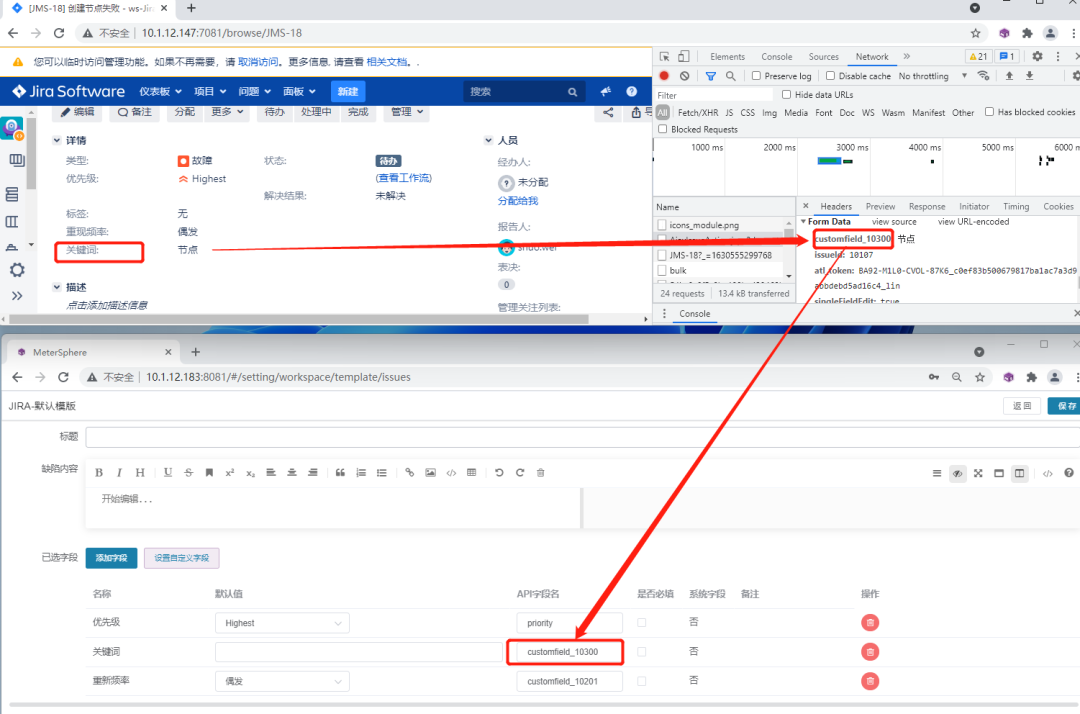 [JMS-18] 创建节点失败 - ws-Jir
不安全 10.1.12.147:7081/browse/JMS-18
您可以临时访问管理功能。如果不再需要，请 取消访问。更多信息, 请查看 相关文档。.
Jira Software 仪表板 项目 问题 面板 新建 搜索
编辑 备注 分配 更多 待办 处理中 完成 管理
详情
类型: 故障 状态: 待办
优先级: Highest (查看工作流)
解决结果: 未解决
标签: 无
重现频率: 偶发
关键词: 节点
描述
点击添加描述信息
人员
经办人:
未分配
分配给我
报告人:
表决:
0
管理关注列表:
Elements Console Sources Network » 21 1
Preserve log Disable cache No throttling
Filter Hide data URLs
All Fetch/XHR JS CSS Img Media Font Doc WS Wasm Manifest Other Has blocked cookies
Blocked Requests
1000 ms 2000 ms 3000 ms 4000 ms 5000 ms 6000 m
Name
icons_module.png
JMS-18?_=1630555299768
bulk
24 requests 13.4 kB transferred
Headers Preview Response Initiator Timing Cookies
Form Data view source view URL-encoded
customfield_10300: 节点
issueId: 10107
atl_token: BA92-M1L0-CVOL-87K6_c0ef83b500679817ba1ac7a3d9
abbdebd5ad16c4_lin
singleFieldEdit: true
Console
MeterSphere
不安全 10.1.12.183:8081/#/setting/workspace/template/issues
JIRA-默认模版 返回 保存
标题
缺陷内容
B I H U S x² x₂
开始编辑...
已选字段 添加字段 设置自定义字段
名称 默认值 API字段名 是否必填 系统字段 备注 操作
优先级 Highest priority 否
关键词 customfield_10300 否
重新频率 偶发 customfield_10201 否